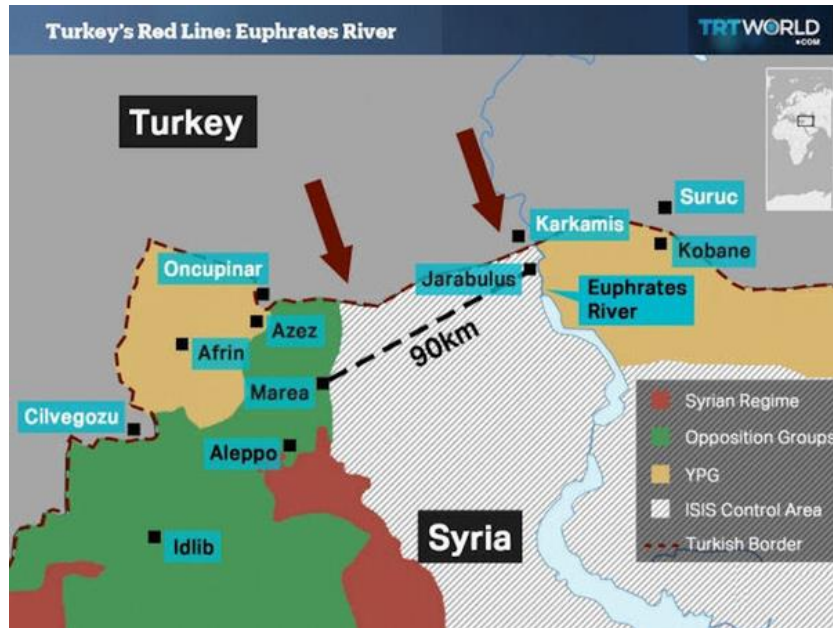 Turkey's Red Line: Euphrates River
TRTWORLD
.COM
Turkey
Suruc
Karkamis
Kobane
Oncupinar
Jarabulus
Euphrates
River
Azez
90km
Afrin
Marea
Cilvegozu
Aleppo
Syrian Regime
Opposition Groups
YPG
ISIS Control Area
Turkish Border
Syria
Idlib